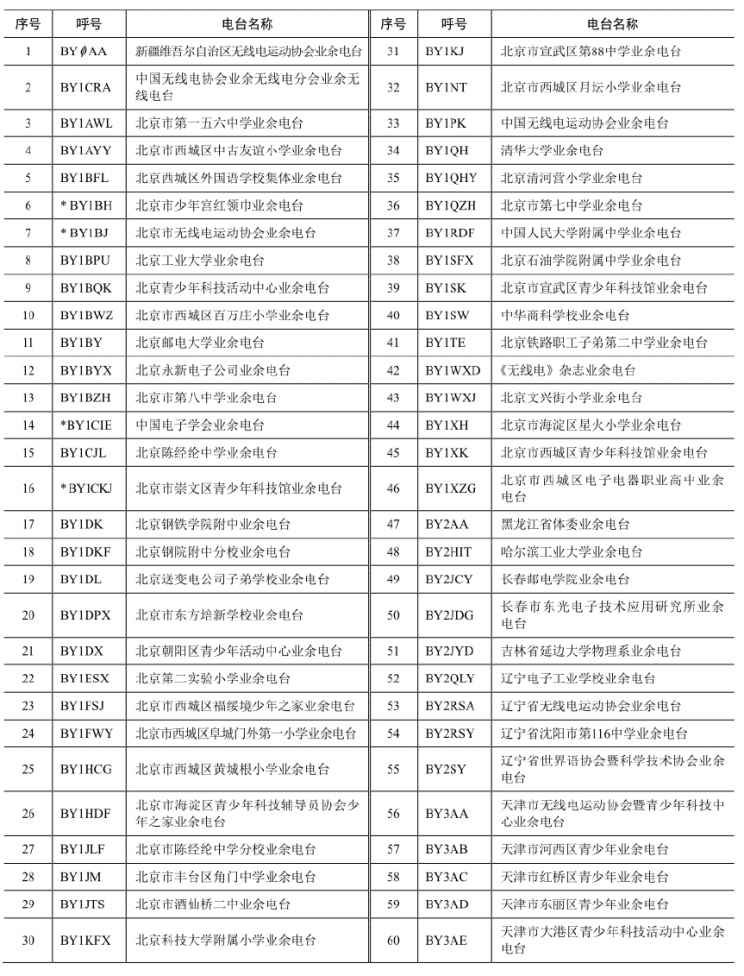 序号 呼号 电台名称
1 BYøAA 新疆维吾尔自治区无线电运动协会业余电台
2 BY1CRA 中国无线电协会业余无线电分会业余无
线电台
3 BY1AWL 北京市第一五六中学业余电台
4 BY1AYY 北京市西城区中古友谊小学业余电台
5 BY1BFL 北京西城区外国语学校集体业余电台
6 *BY1BH 北京市少年宫红领巾业余电台
7 *BY1BJ 北京市无线电运动协会业余电台
8 BY1BPU 北京工业大学业余电台
9 BY1BQK 北京青少年科技活动中心业余电台
10 BY1BWZ 北京市西城区百万庄小学业余电台
11 BY1BY 北京邮电大学业余电台
12 BY1BYX 北京永新电子公司业余电台
13 BY1BZH 北京市第八中学业余电台
14 *BY1CIE 中国电子学会业余电台
15 BY1CJL 北京陈经纶中学业余电台
16 *BY1CKJ 北京市崇文区青少年科技馆业余电台
17 BY1DK 北京钢铁学院附中业余电台
18 BY1DKF 北京钢院附中分校业余电台
19 BY1DL 北京送变电公司子弟学校业余电台
20 BY1DPX 北京市东方培新学校业余电台
21 BY1DX 北京朝阳区青少年活动中心业余电台
22 BY1ESX 北京第二实验小学业余电台
23 BY1FSJ 北京市西城区福绥境少年之家业余电台
24 BY1FWY 北京市西城区阜城门外第一小学业余电台
25 BY1HCG 北京市西城区黄城根小学业余电台
26 BY1HDF 北京市海淀区青少年科技辅导员协会少
年之家业余电台
27 BY1JLF 北京市陈经纶中学分校业余电台
28 BY1JM 北京市丰台区角门中学业余电台
29 BY1JTS 北京市酒仙桥二中业余电台
30 BY1KFX 北京科技大学附属小学业余电台
序号 呼号 电台名称
31 BY1KJ 北京市宣武区第88中学业余电台
32 BY1NT 北京市西城区月坛小学业余电台
33 BY1PK 中国无线电运动协会业余电台
34 BY1QH 清华大学业余电台
35 BY1QHY 北京清河营小学业余电台
36 BY1QZH 北京市第七中学业余电台
37 BY1RDF 中国人民大学附属中学业余电台
38 BY1SFX 北京石油学院附属中学业余电台
39 BY1SK 北京市宣武区青少年科技馆业余电台
40 BY1SW 中华商科学校业余电台
41 BY1TE 北京铁路职工子弟第二中学业余电台
42 BY1WXD 《无线电》杂志业余电台
43 BY1WXJ 北京文兴街小学业余电台
44 BY1XH 北京市海淀区星火小学业余电台
45 BY1XK 北京市西城区青少年科技馆业余电台
46 BY1XZG 北京市西城区电子电器职业高中业余
电台
47 BY2AA 黑龙江省体委业余电台
48 BY2HIT 哈尔滨工业大学业余电台
49 BY2JCY 长春邮电学院业余电台
50 BY2JDG 长春市东光电子技术应用研究所业余
电台
51 BY2JYD 吉林省延边大学物理系业余电台
52 BY2QLY 辽宁电子工业学校业余电台
53 BY2RSA 辽宁省无线电运动协会业余电台
54 BY2RSY 辽宁省沈阳市第116中学业余电台
55 BY2SY 辽宁省世界语协会暨科学技术协会业余
电台
56 BY3AA 天津市无线电运动协会暨青少年科技中
心业余电台
57 BY3AB 天津市河西区青少年业余电台
58 BY3AC 天津市红桥区青少年业余电台
59 BY3AD 天津市东丽区青少年业余电台
60 BY3AE 天津市大港区青少年科技活动中心业余
电台